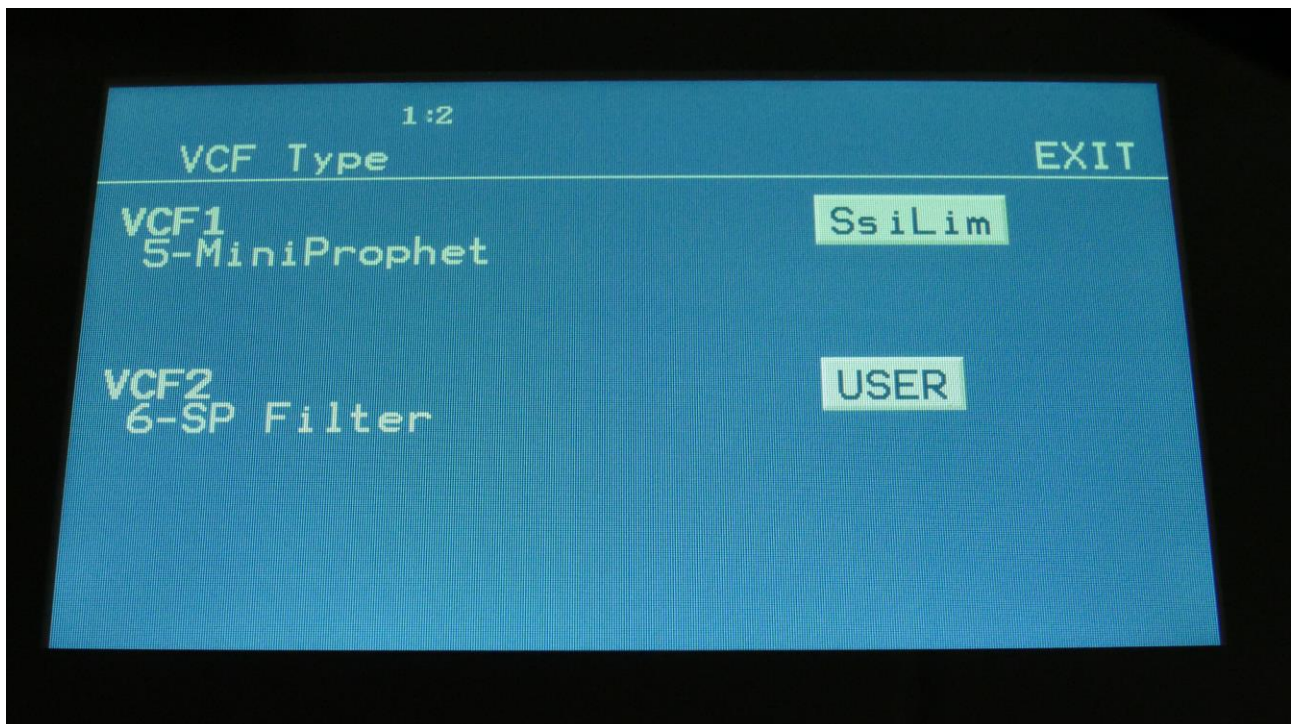 1:2
VCF Type EXIT
VCF1 SsiLim
5-MiniProphet
VCF2 USER
6-SP Filter